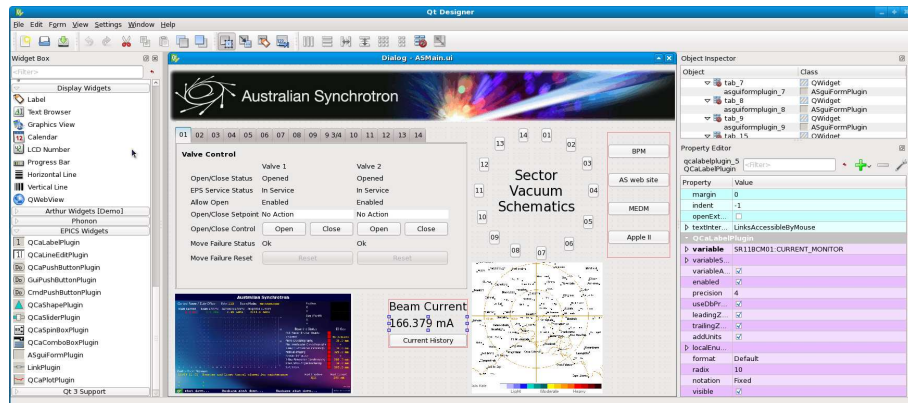 Qt Designer
File Edit Form View Settings Window Help
Widget Box
<Filter>
Display Widgets
Label
Text Browser
Graphics View
Calendar
LCD Number
Progress Bar
Horizontal Line
Vertical Line
QWebView
Arthur Widgets [Demo]
Phonon
EPICS Widgets
QCaLabelPlugin
QCaLineEditPlugin
QCaPushButtonPlugin
GuiPushButtonPlugin
CmdPushButtonPlugin
QCaShapePlugin
QCaSliderPlugin
QCaSpinBoxPlugin
QCaComboBoxPlugin
ASguiFormPlugin
LinkPlugin
QCaPlotPlugin
Qt 3 Support
Dialog - ASMain.ui
Australian Synchrotron
01 02 03 04 05 06 07 08 09 9 3/4 10 11 12 13 14
Valve Control
Valve 1 Valve 2
Open/Close Status Opened Opened
EPS Service Status In Service In Service
Allow Open Enabled Enabled
Open/Close Setpoint No Action No Action
Open/Close Control Open Close Open Close
Move Failure Status Ok Ok
Move Failure Reset Reset Reset
Australian Synchrotron
Beam Current
166.379 mA
Current History
Sector
Vacuum
Schematics
01
02
03
04
05
06
07
08
09
10
11
12
13
14
BPM
AS web site
MEDM
Apple II
Light Moderate Heavy
Object Inspector
Object Class
tab_7 QWidget
asguiformplugin_7 ASguiFormPlugin
tab_8 QWidget
asguiformplugin_8 ASguiFormPlugin
tab_9 QWidget
asguiformplugin_9 ASguiFormPlugin
tab_15 QWidget
Property Editor
qcalabelplugin_5
QCaLabelPlugin
<Filter>
Property Value
margin 0
indent -1
openExt...
textInter... LinksAccessibleByMouse
QCaLabelPlugin
variable SR11BCM01:CURRENT_MONITOR
variableS...
variableA...
enabled
precision 4
useDbPr...
leadingZ...
trailingZ...
addUnits
localEnu...
format Default
radix 10
notation Fixed
visible